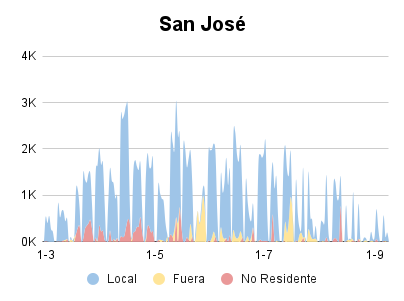 San José
4K
3K
2K
1K
0K
1-3 1-5 1-7 1-9
Local Fuera No Residente